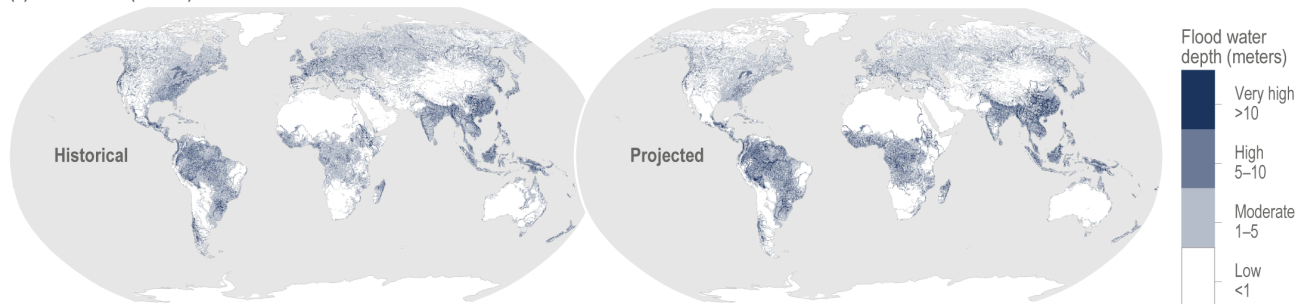 Historical
Projected
Flood water
depth (meters)
Very high
>10
High
5–10
Moderate
1–5
Low
<1